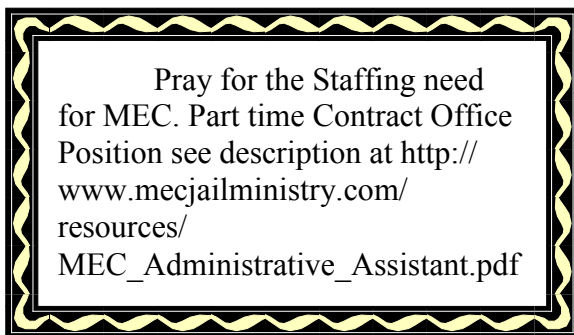 Pray for the Staffing need
for MEC. Part time Contract Office
Position see description at http://
www.mecjailministry.com/
resources/
MEC_Administrative_Assistant.pdf